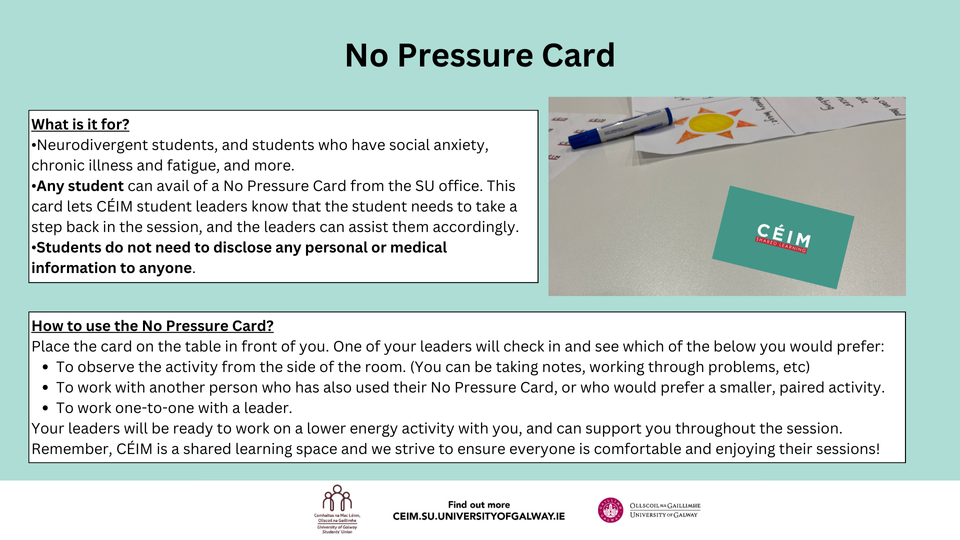 No Pressure Card
What is it for?
•Neurodivergent students, and students who have social anxiety,
chronic illness and fatigue, and more.
•Any student can avail of a No Pressure Card from the SU office. This
card lets CÉIM student leaders know that the student needs to take a
step back in the session, and the leaders can assist them accordingly.
•Students do not need to disclose any personal or medical
information to anyone.
CÉIM
SHARED LEARNING
How to use the No Pressure Card?
Place the card on the table in front of you. One of your leaders will check in and see which of the below you would prefer:
• To observe the activity from the side of the room. (You can be taking notes, working through problems, etc)
• To work with another person who has also used their No Pressure Card, or who would prefer a smaller, paired activity.
• To work one-to-one with a leader.
Your leaders will be ready to work on a lower energy activity with you, and can support you throughout the session.
Remember, CÉIM is a shared learning space and we strive to ensure everyone is comfortable and enjoying their sessions!
Comhaltas na Mac Léinn,
Ollscoil na Gaillimhe
University of Galway
Students' Union
Find out more
CEIM.SU.UNIVERSITYOFGALWAY.IE
OLLSCOIL NA GAILLIMHE
UNIVERSITY OF GALWAY